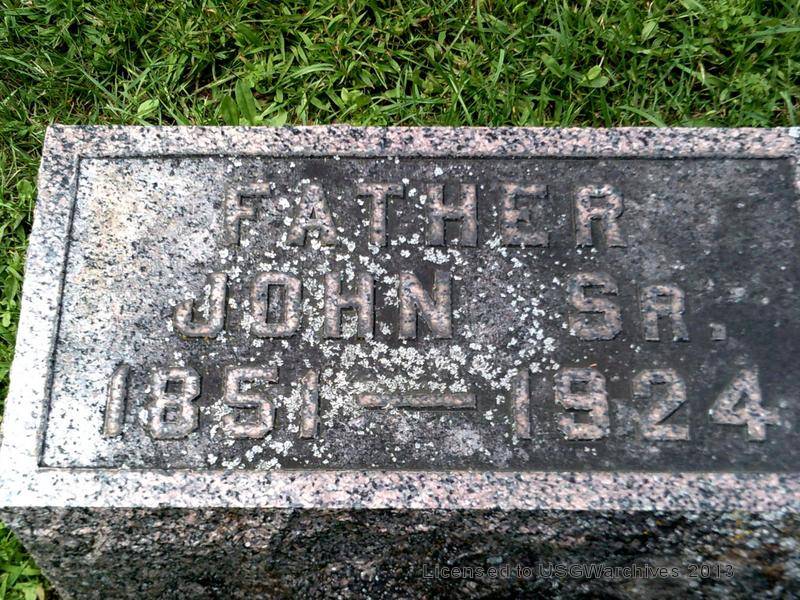 FATHER
JOHN SR.
1851 — 1924
Licensed to USGWarchives 2013